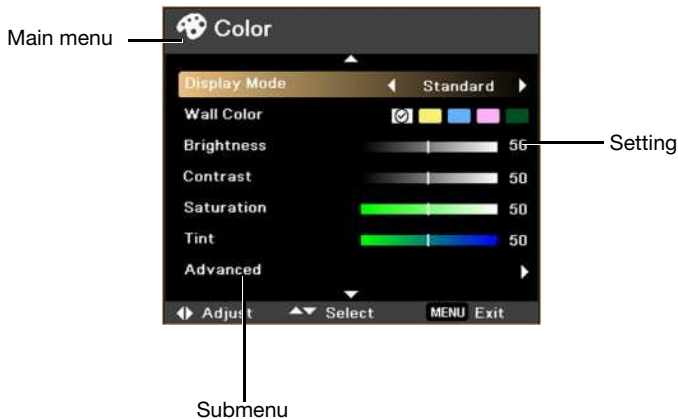 Color
Main menu
Display Mode Standard
Wall Color
Brightness 50
Setting
Contrast 50
Saturation 50
Tint 50
Advanced
Adjust Select MENU Exit
Submenu